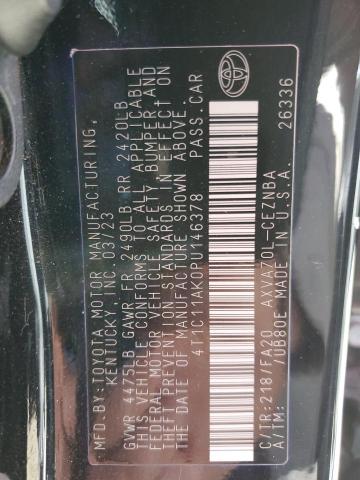 MFD. BY: TOYOTA MOTOR MANUFACTURING,
KENTUCKY, INC. 03/23
GVWR 4475LB GAWR FR 2490LB RR 2420LB
THIS VEHICLE CONFORMS TO ALL APPLICABLE
FEDERAL MOTOR VEHICLE SAFETY BUMPER, AND
THEFT PREVENTION STANDARDS IN EFFECT ON
THE DATE OF MANUFACTURE SHOWN ABOVE.
PASS.CAR
C/TR: 218/FA20 AXVA70L-CEZNBA
A/TM: /UB80E MADE IN U.S.A. 26336
TOYOTA